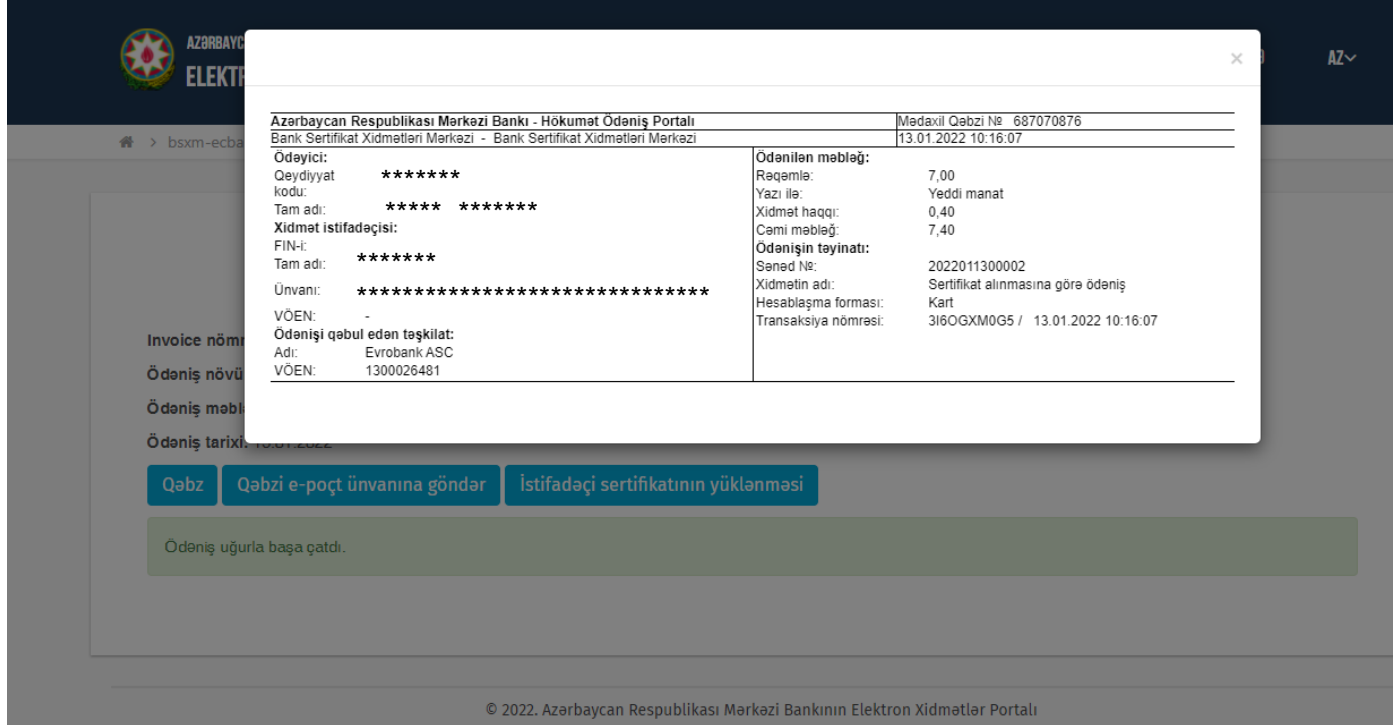 AZƏRBAYC
ELEKTR
AZ
×
bsxm-ecba
Azərbaycan Respublikası Mərkəzi Bankı - Hökumət Ödəniş Portalı
Mədaxil Qəbzi № 687070876
Bank Sertifikat Xidmətləri Mərkəzi - Bank Sertifikat Xidmətləri Mərkəzi
13.01.2022 10:16:07
Ödəyici:
Qeydiyyat kodu: *******
Tam adı: ***** *******
Xidmət istifadəçisi:
FIN-i:
Tam adı: *******
Ünvanı: *******************************
VÖEN: -
Ödənişi qəbul edən təşkilat:
Adı: Evrobank ASC
VÖEN: 1300026481
Ödənilən məbləğ:
Rəqəmlə: 7,00
Yazı ilə: Yeddi manat
Xidmət haqqı: 0,40
Cəmi məbləğ: 7,40
Ödənişin təyinatı:
Sənəd №: 2022011300002
Xidmətin adı: Sertifikat alınmasına görə ödəniş
Hesablaşma forması: Kart
Transaksiya nömrəsi: 3I6OGXM0G5 / 13.01.2022 10:16:07
Invoice nömr
Ödəniş növü
Ödəniş məblə
Ödəniş tarixi: 13.01.2022
Qəbz
Qəbzi e-poçt ünvanına göndər
İstifadəçi sertifikatının yüklənməsi
Ödəniş uğurla başa çatdı.
© 2022. Azərbaycan Respublikası Mərkəzi Bankının Elektron Xidmətlər Portalı